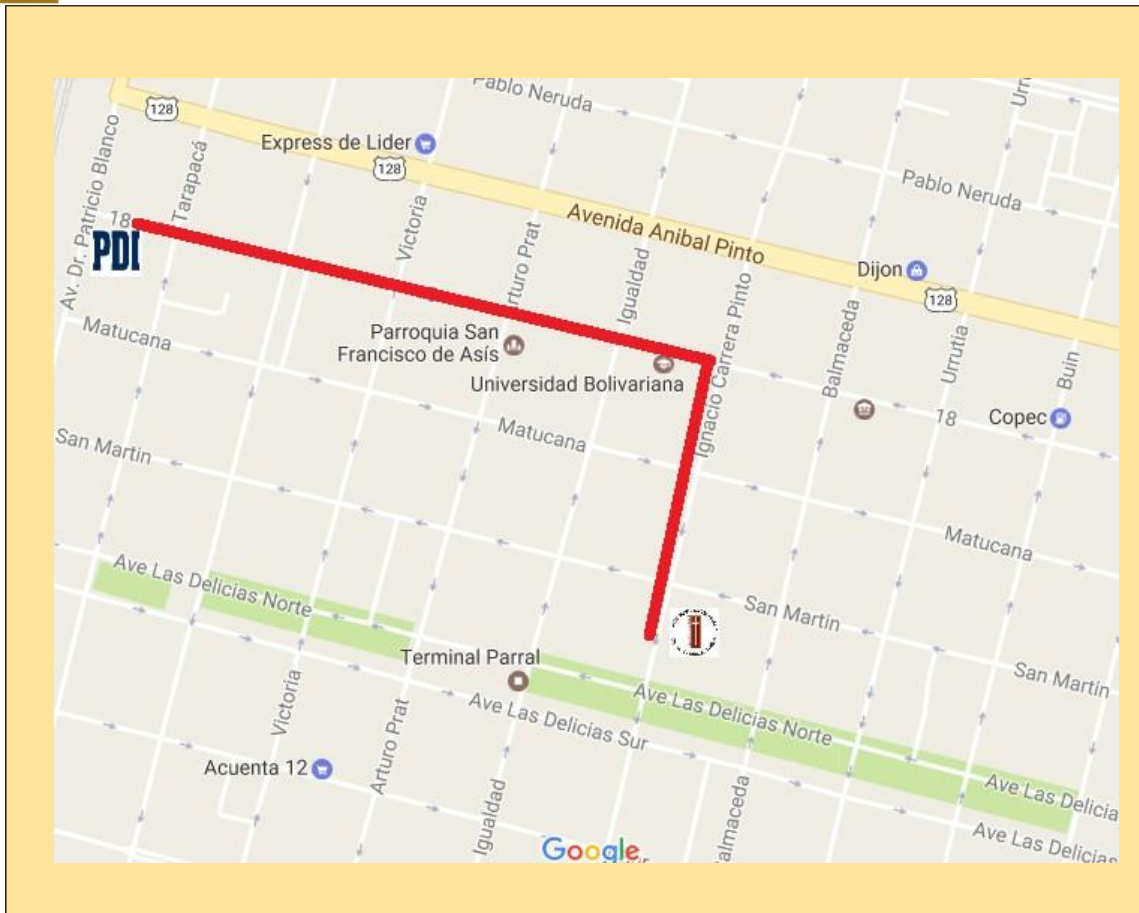 Pablo Neruda
Urr
128
Express de Lider
128
Av. Dr. Patricio Blanco
Tarapacá
Victoria
Pablo Neruda
Avenida Anibal Pinto
18
PDI
Arturo Prat
Igualdad
Dijon
128
Matucana
Parroquia San
Francisco de Asís
Universidad Bolivariana
Ignacio Carrera Pinto
Balmaceda
Urrutia
Buin
18
Copec
San Martin
Matucana
Matucana
Ave Las Delicias Norte
San Martin
Terminal Parral
San Martin
Victoria
Arturo Prat
Ave Las Delicias Sur
Ave Las Delicias Norte
Acuenta 12
Igualdad
almaceda
Ave Las Delicia
Ave Las Delicias
Google